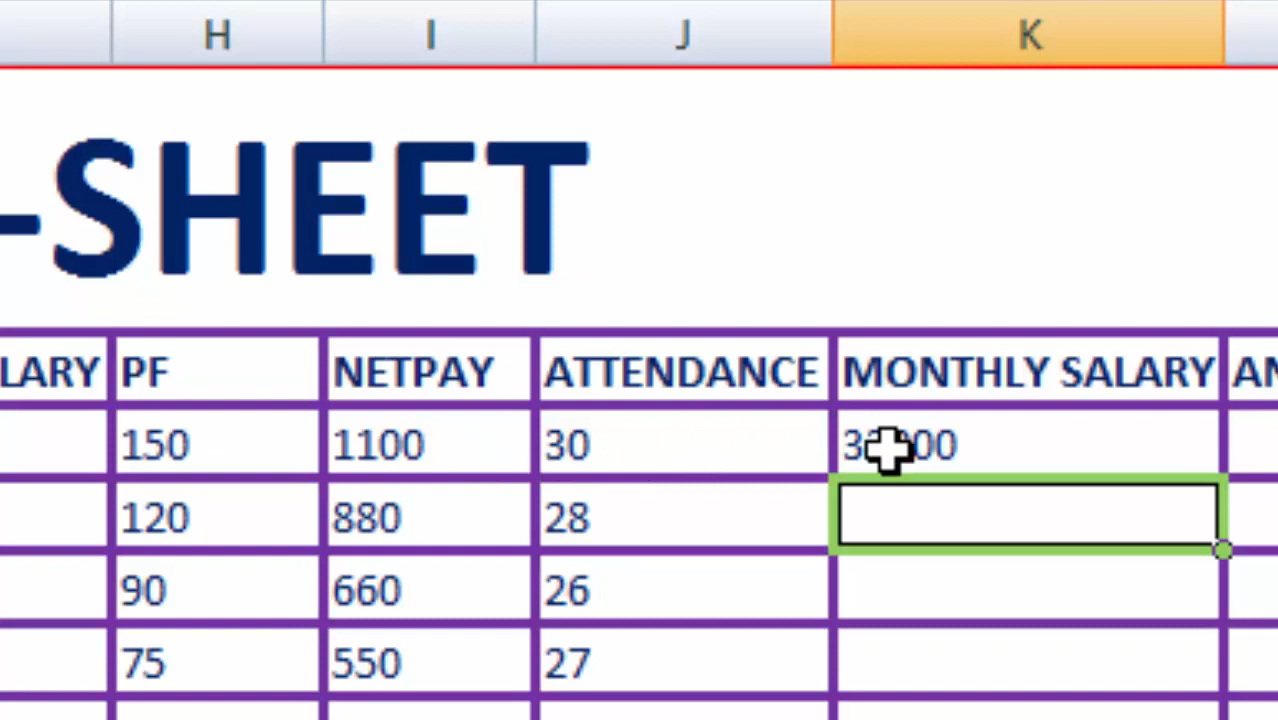 H I J K
-SHEET
LARY PF NETPAY ATTENDANCE MONTHLY SALARY AN
150 1100 30
120 880 28
90 660 26
75 550 27